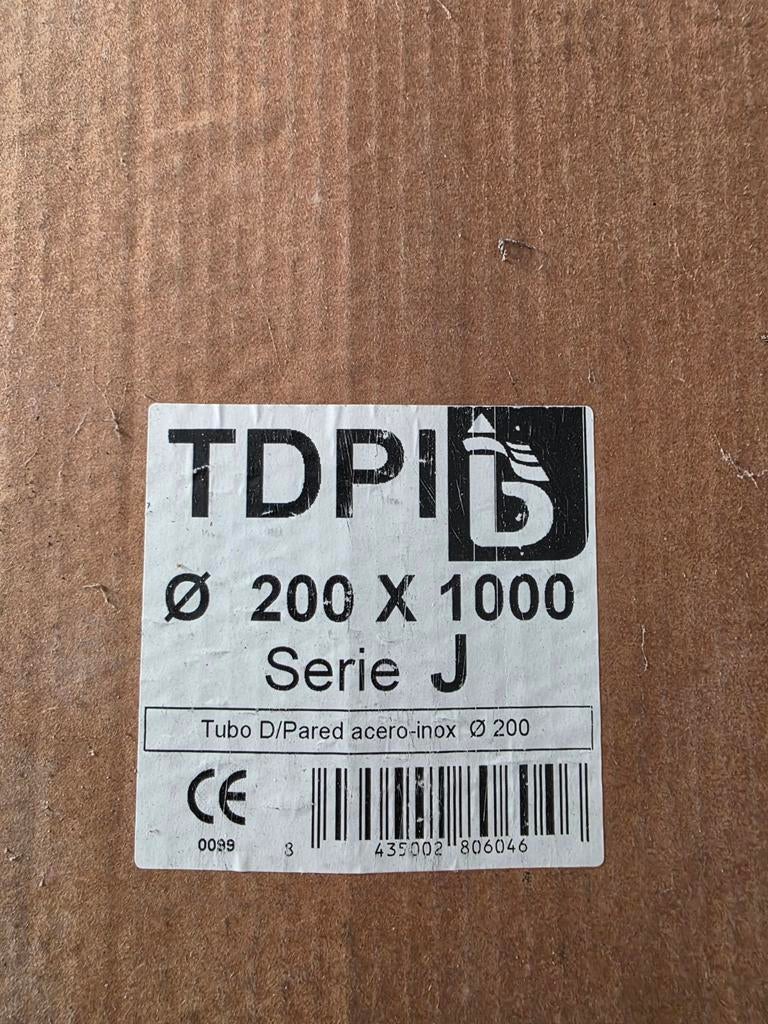 TDPI b
Ø 200 X 1000
Serie J
Tubo D/Pared acero-inox Ø 200
CE
0099
8 435002 806046